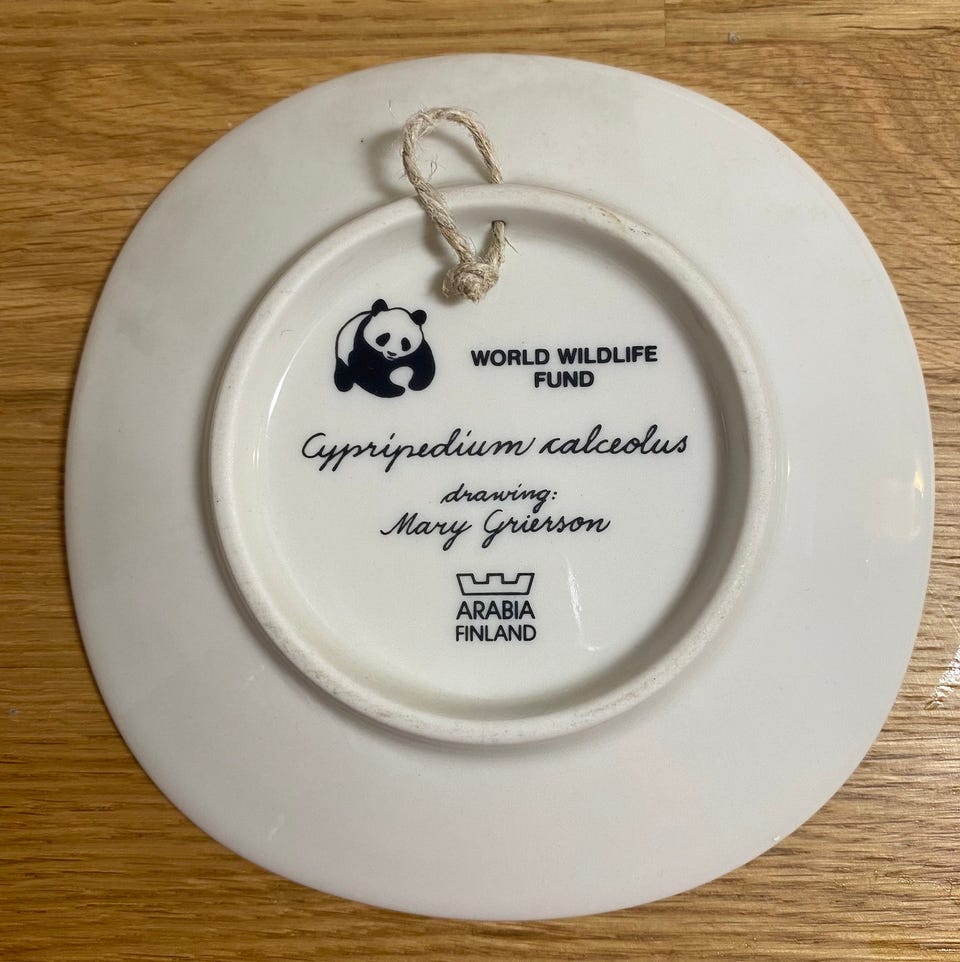 WORLD WILDLIFE
FUND
Cypripedium calceolus
drawing:
Mary Grierson
ARABIA
FINLAND